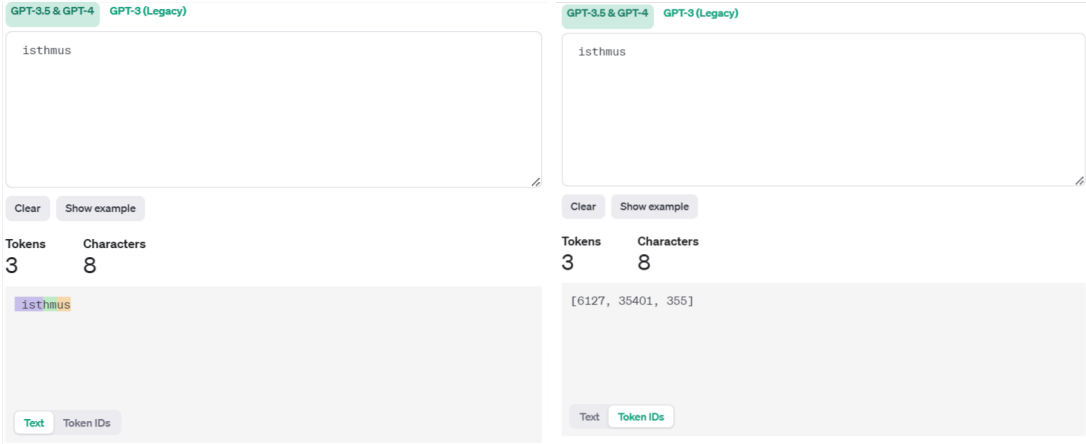 GPT-3.5 & GPT-4 GPT-3 (Legacy)
isthmus
Clear Show example
Tokens Characters
3 8
isthmus
Text Token IDs
GPT-3.5 & GPT-4 GPT-3 (Legacy)
isthmus
Clear Show example
Tokens Characters
3 8
[6127, 35401, 355]
Text Token IDs